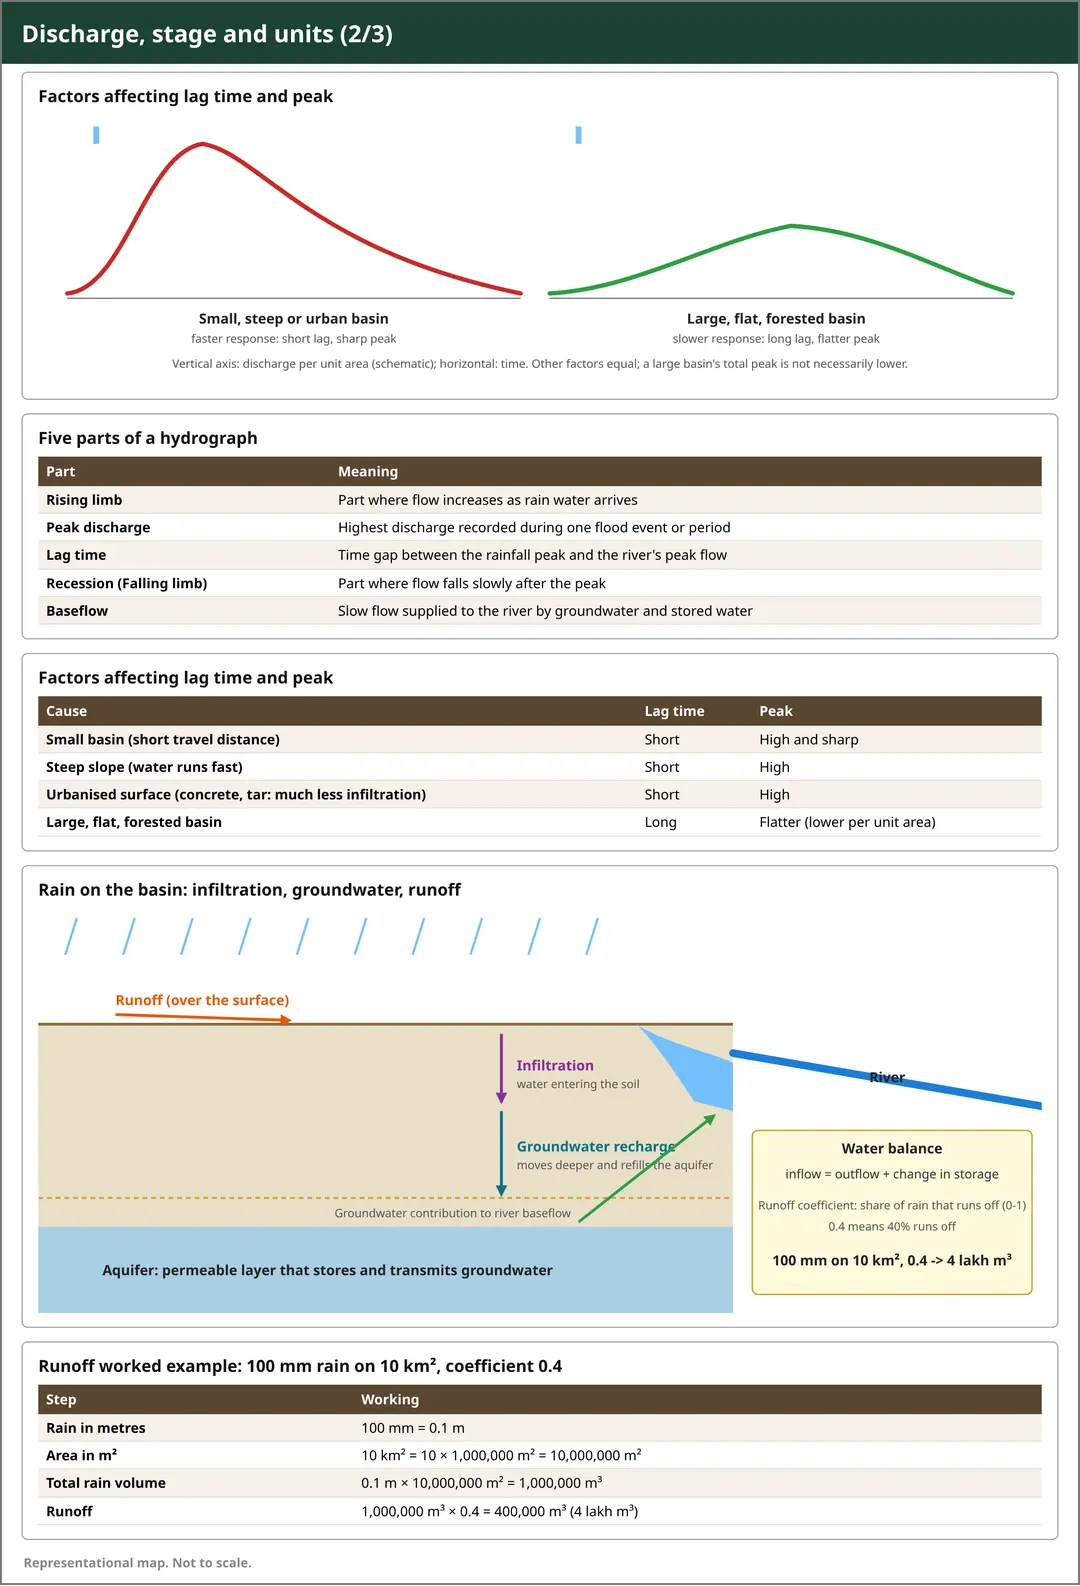 Discharge, stage and units (2/3)
Factors affecting lag time and peak
Small, steep or urban basin
faster response: short lag, sharp peak
Large, flat, forested basin
slower response: long lag, flatter peak
Vertical axis: discharge per unit area (schematic); horizontal: time. Other factors equal; a large basin's total peak is not necessarily lower.
Five parts of a hydrograph
Part Meaning
Rising limb Part where flow increases as rain water arrives
Peak discharge Highest discharge recorded during one flood event or period
Lag time Time gap between the rainfall peak and the river's peak flow
Recession (Falling limb) Part where flow falls slowly after the peak
Baseflow Slow flow supplied to the river by groundwater and stored water
Factors affecting lag time and peak
Cause Lag time Peak
Small basin (short travel distance) Short High and sharp
Steep slope (water runs fast) Short High
Urbanised surface (concrete, tar: much less infiltration) Short High
Large, flat, forested basin Long Flatter (lower per unit area)
Rain on the basin: infiltration, groundwater, runoff
Runoff (over the surface)
Infiltration
water entering the soil
River
Groundwater recharge
moves deeper and refills the aquifer
Groundwater contribution to river baseflow
Aquifer: permeable layer that stores and transmits groundwater
Water balance
inflow = outflow + change in storage
Runoff coefficient: share of rain that runs off (0-1)
0.4 means 40% runs off
100 mm on 10 km², 0.4 -> 4 lakh m³
Runoff worked example: 100 mm rain on 10 km², coefficient 0.4
Step Working
Rain in metres 100 mm = 0.1 m
Area in m² 10 km² = 10 × 1,000,000 m² = 10,000,000 m²
Total rain volume 0.1 m × 10,000,000 m² = 1,000,000 m³
Runoff 1,000,000 m³ × 0.4 = 400,000 m³ (4 lakh m³)
Representational map. Not to scale.